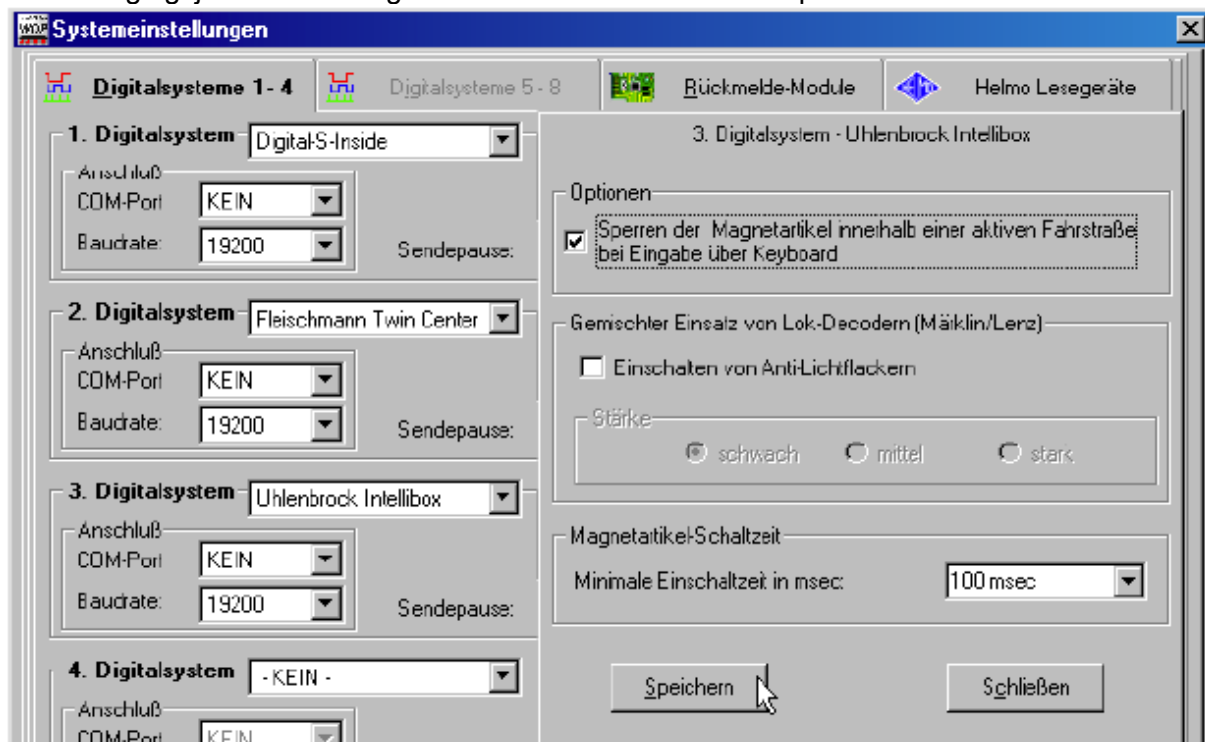 Systemeinstellungen
Digitalsysteme 1- 4
Digitalsysteme 5 - 8
Rückmelde-Module
Helmo Lesegeräte
1. Digitalsystem
Digital-S-Inside
Anschluß
COM-Port
KEIN
Baudrate:
19200
Sendepause:
2. Digitalsystem
Fleischmann Twin Center
Anschluß
COM-Port
KEIN
Baudrate:
19200
Sendepause:
3. Digitalsystem
Uhlenbrock Intellibox
Anschluß
COM-Port
KEIN
Baudrate:
19200
Sendepause:
4. Digitalsystem
- KEIN -
Anschluß
COM-Port
KEIN
3. Digitalsystem - Uhlenbrock Intellibox
Optionen
Sperren der Magnetartikel innerhalb einer aktiven Fahrstraße
bei Eingabe über Keyboard
Gemischter Einsatz von Lok-Decodern (Märklin/Lenz)
Einschalten von Anti-Lichtflackern
Stärke
schwach
mittel
stark
Magnetartikel-Schaltzeit
Minimale Einschaltzeit in msec:
100 msec
Speichern
Schließen